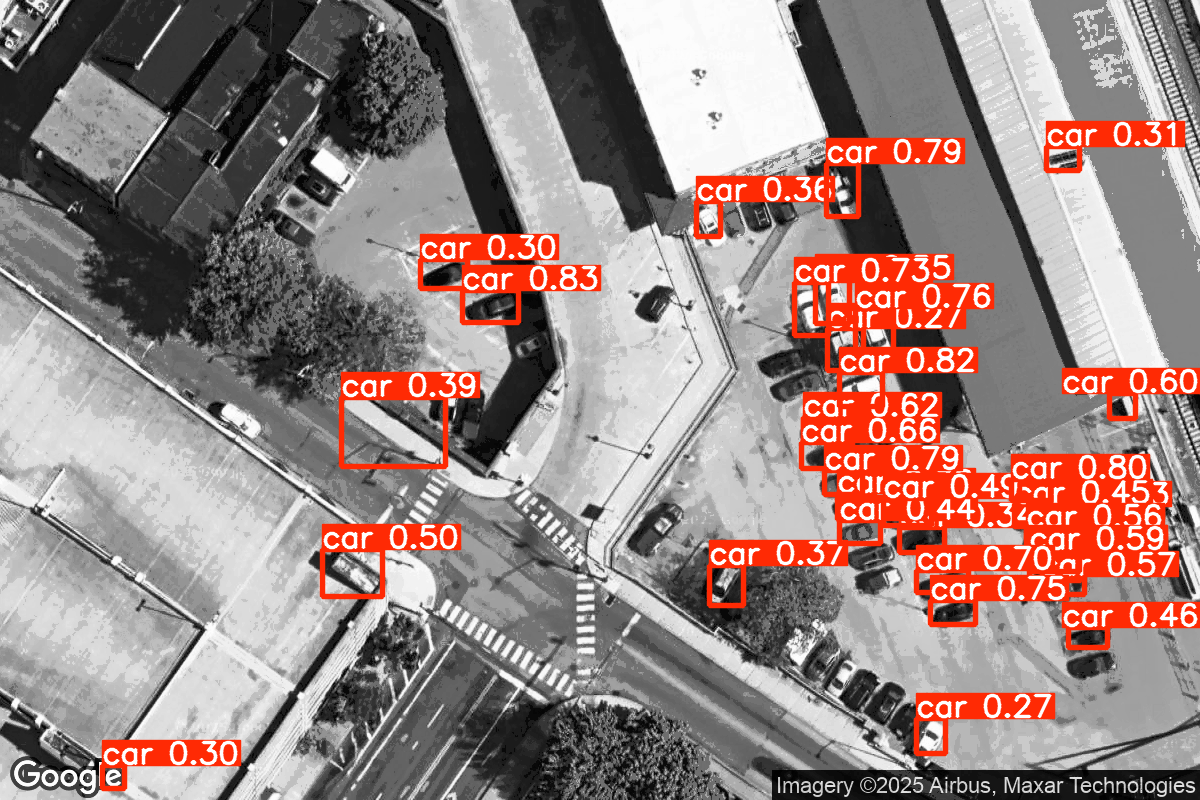 car 0.31
car 0.79
car 0.36
car 0.30
car 0.83
car 0.735
car 0.76
car 0.27
car 0.82
car 0.60
car 0.39
car 0.62
car 0.66
car 0.79
car 0.80
car 0.49
car 0.453
car 0.44
car 0.56
car 0.50
car 0.59
car 0.37
car 0.70
car 0.57
car 0.75
car 0.46
car 0.27
car 0.30
Google
Imagery ©2025 Airbus, Maxar Technologies